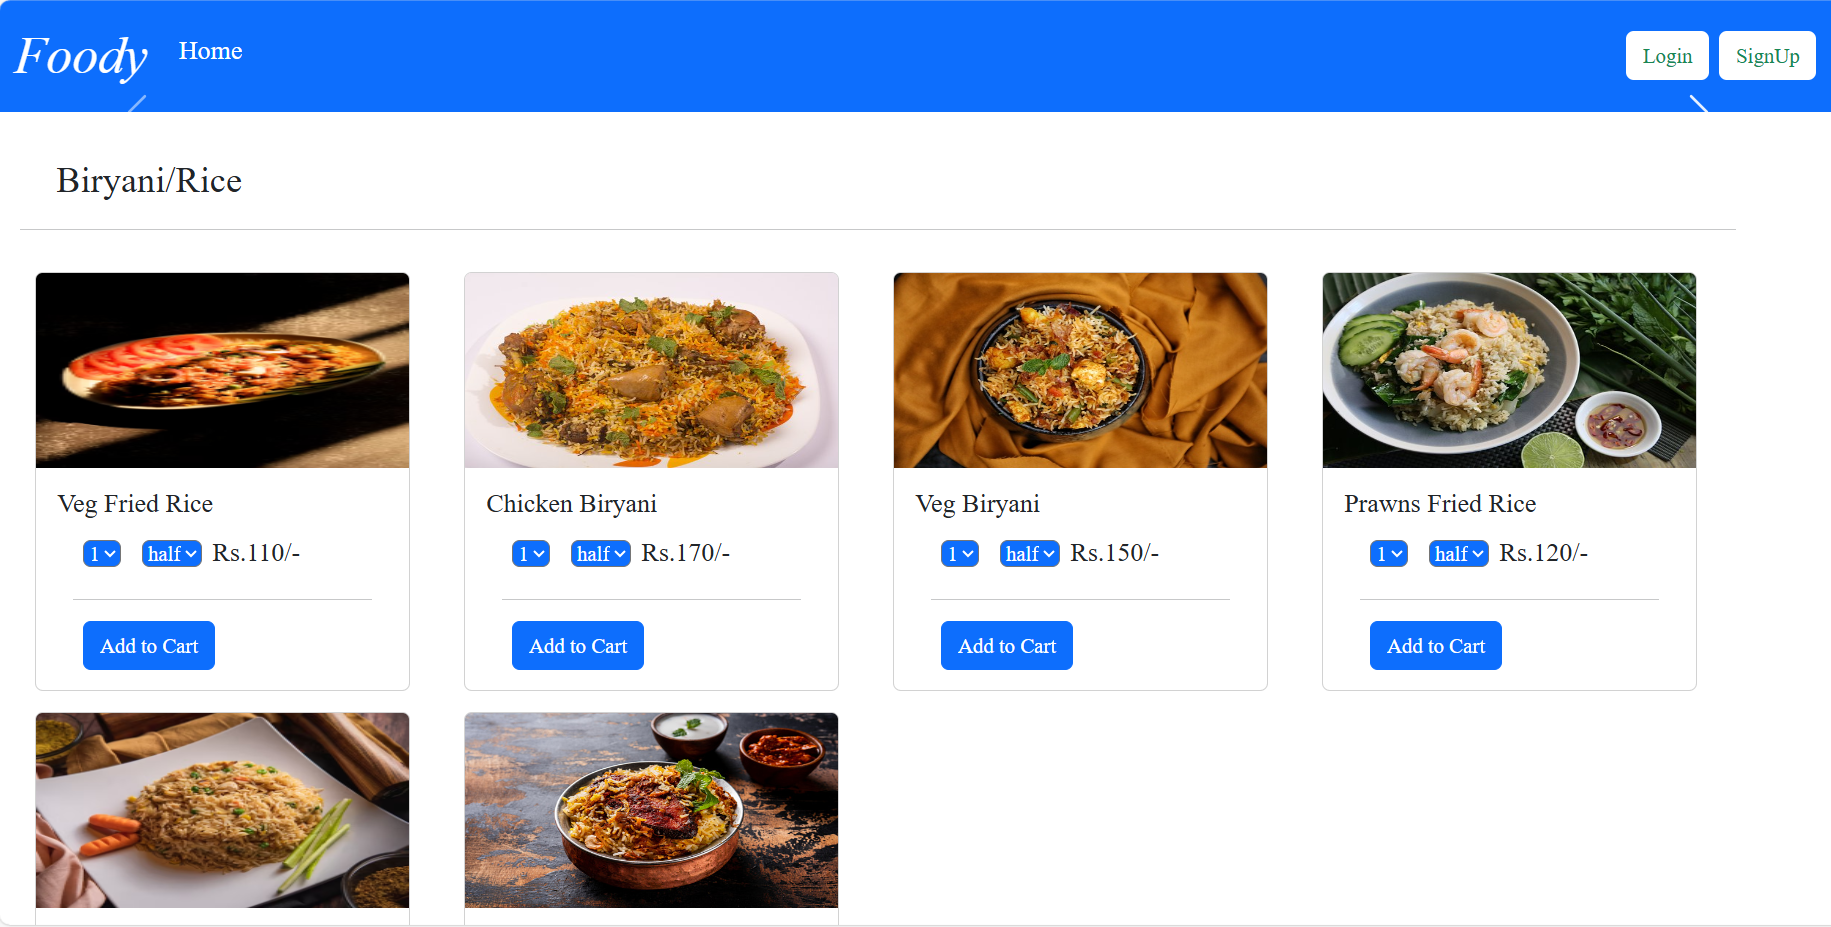 Foody Home Login SignUp
Biryani/Rice
Veg Fried Rice
1 half Rs.110/-
Add to Cart
Chicken Biryani
1 half Rs.170/-
Add to Cart
Veg Biryani
1 half Rs.150/-
Add to Cart
Prawns Fried Rice
1 half Rs.120/-
Add to Cart